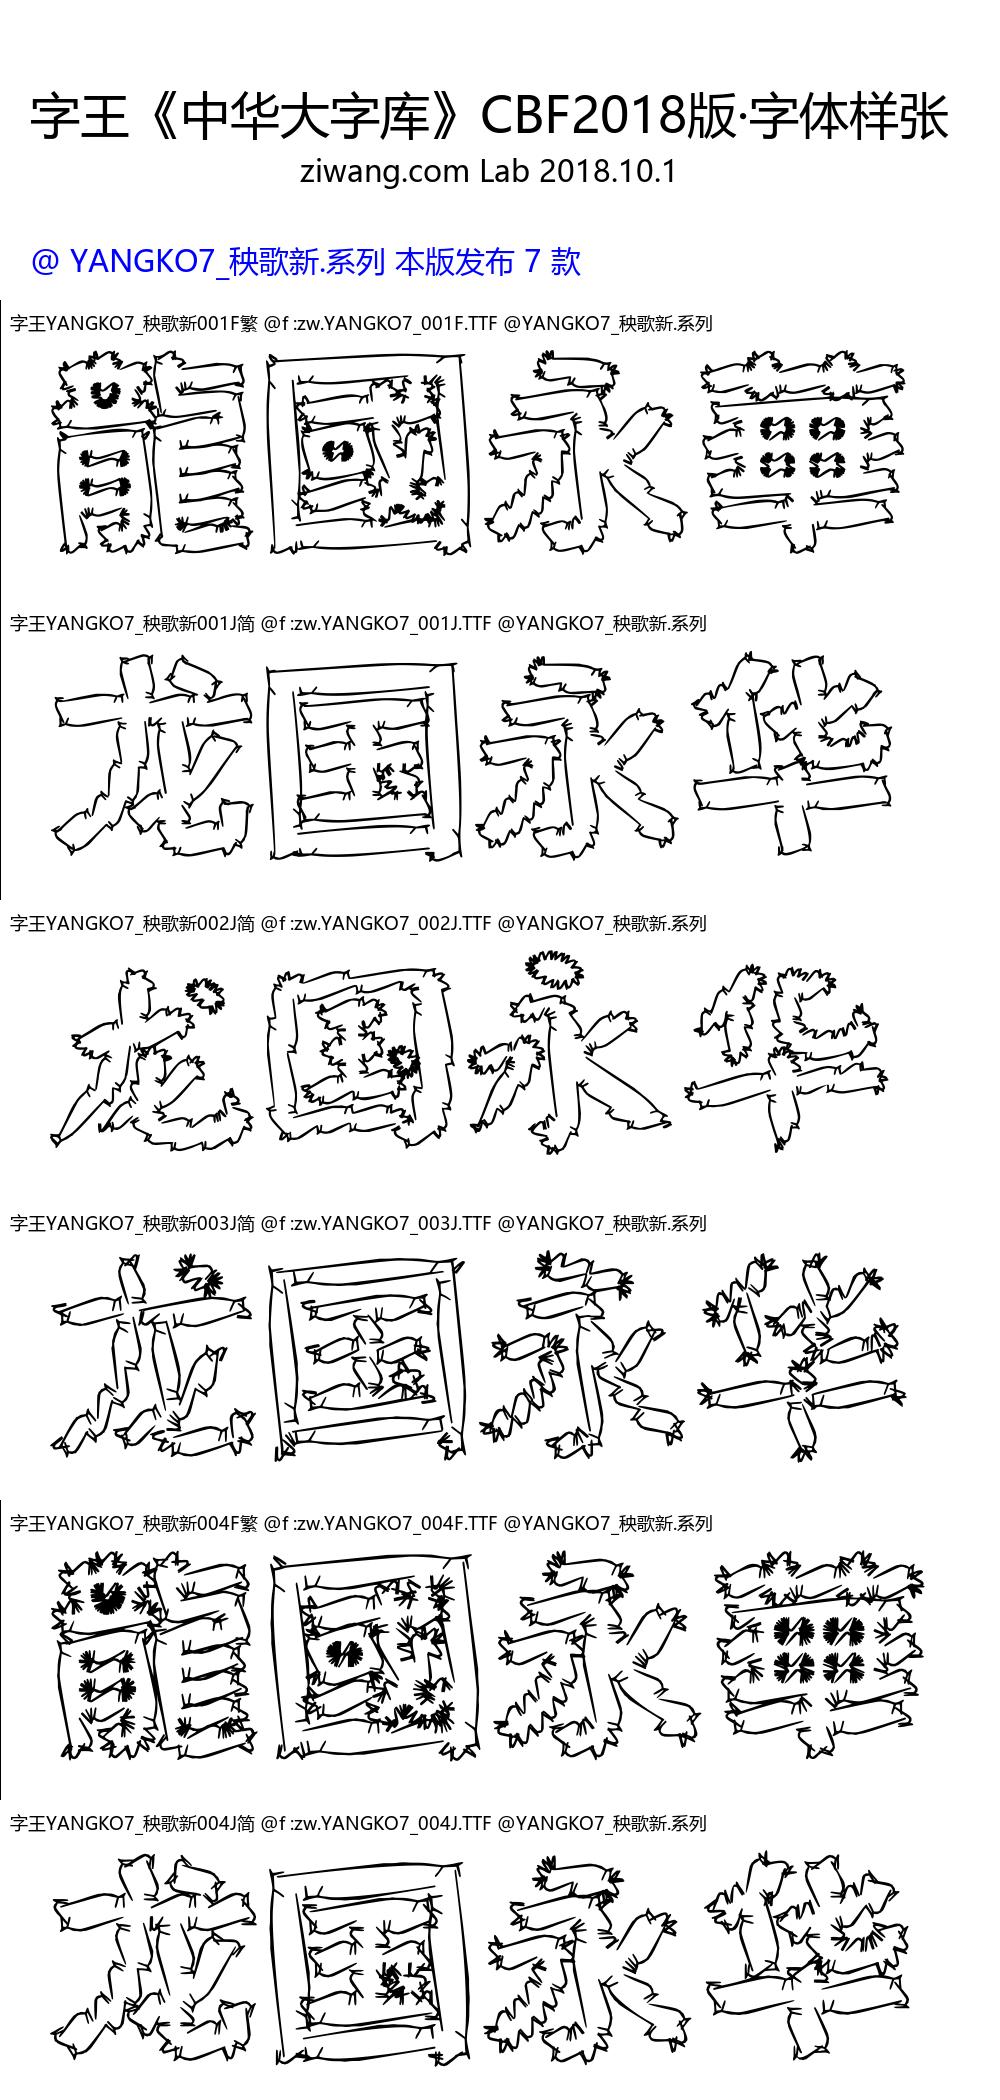 字王《中华大字库》CBF2018版·字体样张
ziwang.com Lab 2018.10.1
@ YANGKO7_秧歌新.系列 本版发布 7 款
字王YANGKO7_秧歌新001F繁 @f :zw.YANGKO7_001F.TTF @YANGKO7_秧歌新.系列
龍國永華
字王YANGKO7_秧歌新001J简 @f :zw.YANGKO7_001J.TTF @YANGKO7_秧歌新.系列
龙国永华
字王YANGKO7_秧歌新002J简 @f :zw.YANGKO7_002J.TTF @YANGKO7_秧歌新.系列
龙国永华
字王YANGKO7_秧歌新003J简 @f :zw.YANGKO7_003J.TTF @YANGKO7_秧歌新.系列
龙国永华
字王YANGKO7_秧歌新004F繁 @f :zw.YANGKO7_004F.TTF @YANGKO7_秧歌新.系列
龍國永華
字王YANGKO7_秧歌新004J简 @f :zw.YANGKO7_004J.TTF @YANGKO7_秧歌新.系列
龙国永华